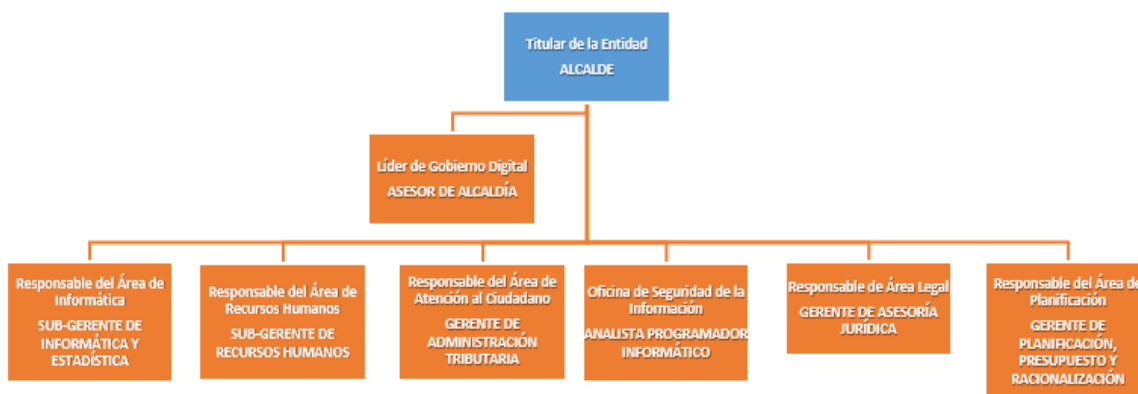 Titular de la Entidad
ALCALDE
Líder de Gobierno Digital
ASESOR DE ALCALDÍA
Responsable del Área de
Informática
SUB-GERENTE DE
INFORMÁTICA Y
ESTADÍSTICA
Responsable del Área de
Recursos Humanos
SUB-GERENTE DE
RECURSOS HUMANOS
Responsable del Área de
Atención al Ciudadano
GERENTE DE
ADMINISTRACIÓN
TRIBUTARIA
Oficina de Seguridad de la
Información
ANALISTA PROGRAMADOR
INFORMÁTICO
Responsable de Área Legal
GERENTE DE ASESORÍA
JURÍDICA
Responsable del Área de
Planificación
GERENTE DE
PLANIFICACIÓN,
PRESUPUESTO Y
RACIONALIZACIÓN